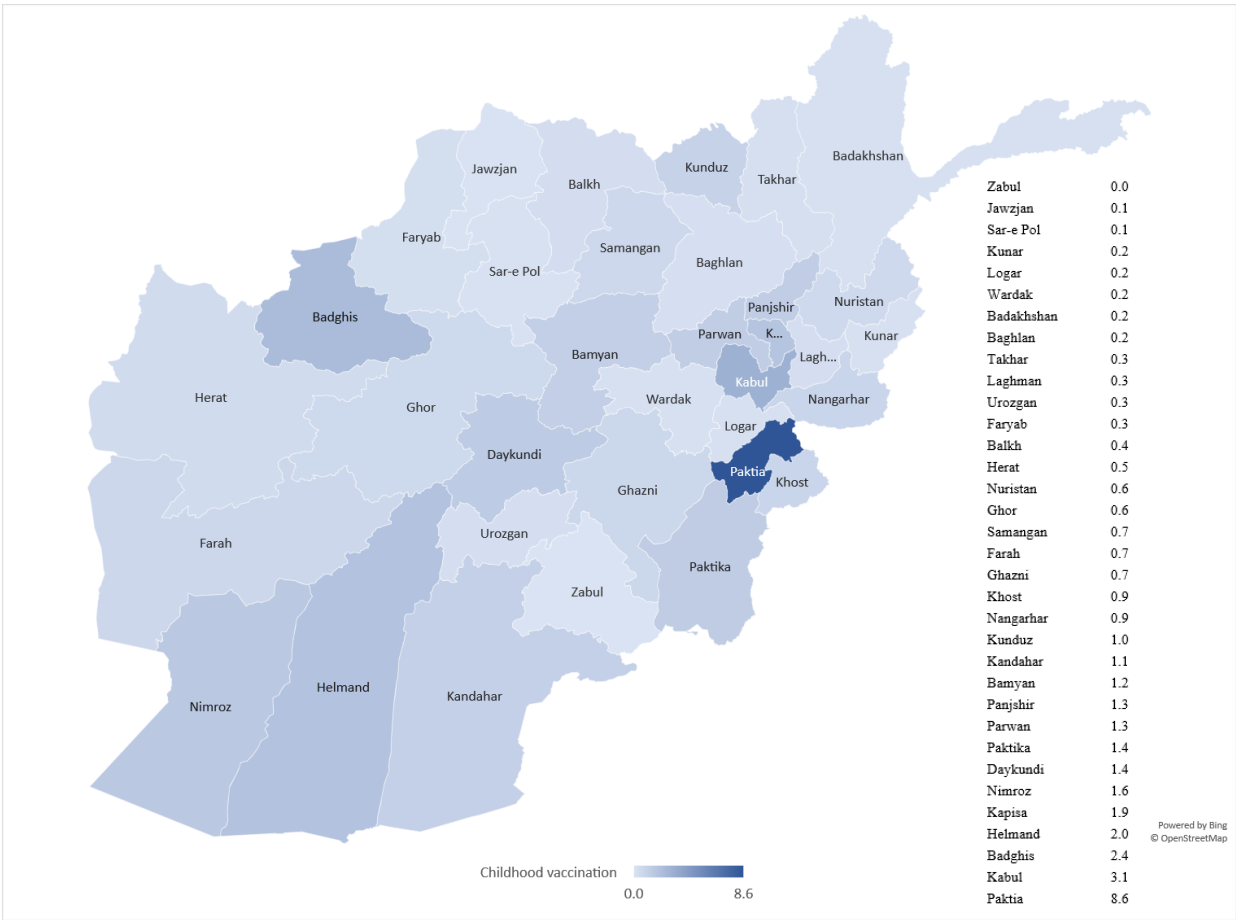 Badakhshan
Jawzjan
Balkh
Kunduz
Takhar
Faryab
Samangan
Sar-e Pol
Baghlan
Badghis
Panjshir
Nuristan
Parwan
K...
Kunar
Bamyan
Lagh...
Kabul
Herat
Ghor
Wardak
Nangarhar
Logar
Daykundi
Paktia
Khost
Ghazni
Farah
Urozgan
Paktika
Zabul
Helmand
Kandahar
Nimroz
Zabul 0.0
Jawzjan 0.1
Sar-e Pol 0.1
Kunar 0.2
Logar 0.2
Wardak 0.2
Badakhshan 0.2
Baghlan 0.2
Takhar 0.3
Laghman 0.3
Urozgan 0.3
Faryab 0.3
Balkh 0.4
Herat 0.5
Nuristan 0.6
Ghor 0.6
Samangan 0.7
Farah 0.7
Ghazni 0.7
Khost 0.9
Nangarhar 0.9
Kunduz 1.0
Kandahar 1.1
Bamyan 1.2
Panjshir 1.3
Parwan 1.3
Paktika 1.4
Daykundi 1.4
Nimroz 1.6
Kapisa 1.9
Helmand 2.0
Badghis 2.4
Kabul 3.1
Paktia 8.6
Powered by Bing
© OpenStreetMap
Childhood vaccination
0.0 8.6